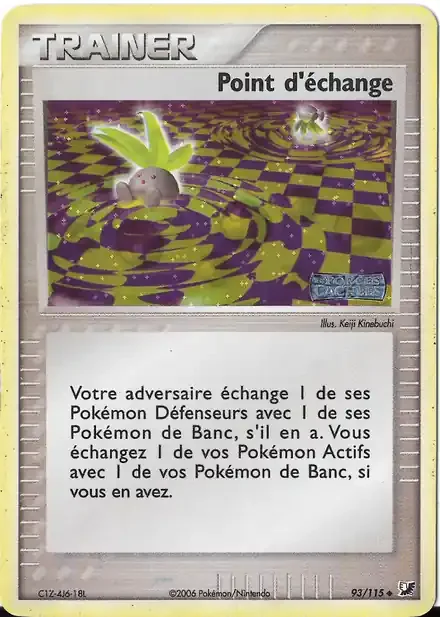 TRAINER
Point d'échange
FORCES
CACHÉES
Illus. Keiji Kinebuchi
Votre adversaire échange 1 de ses
Pokémon Défenseurs avec 1 de ses
Pokémon de Banc, s'il en a. Vous
échangez 1 de vos Pokémon Actifs
avec 1 de vos Pokémon de Banc, si
vous en avez.
C1Z-4J6-18L
©2006 Pokémon/Nintendo
93/115